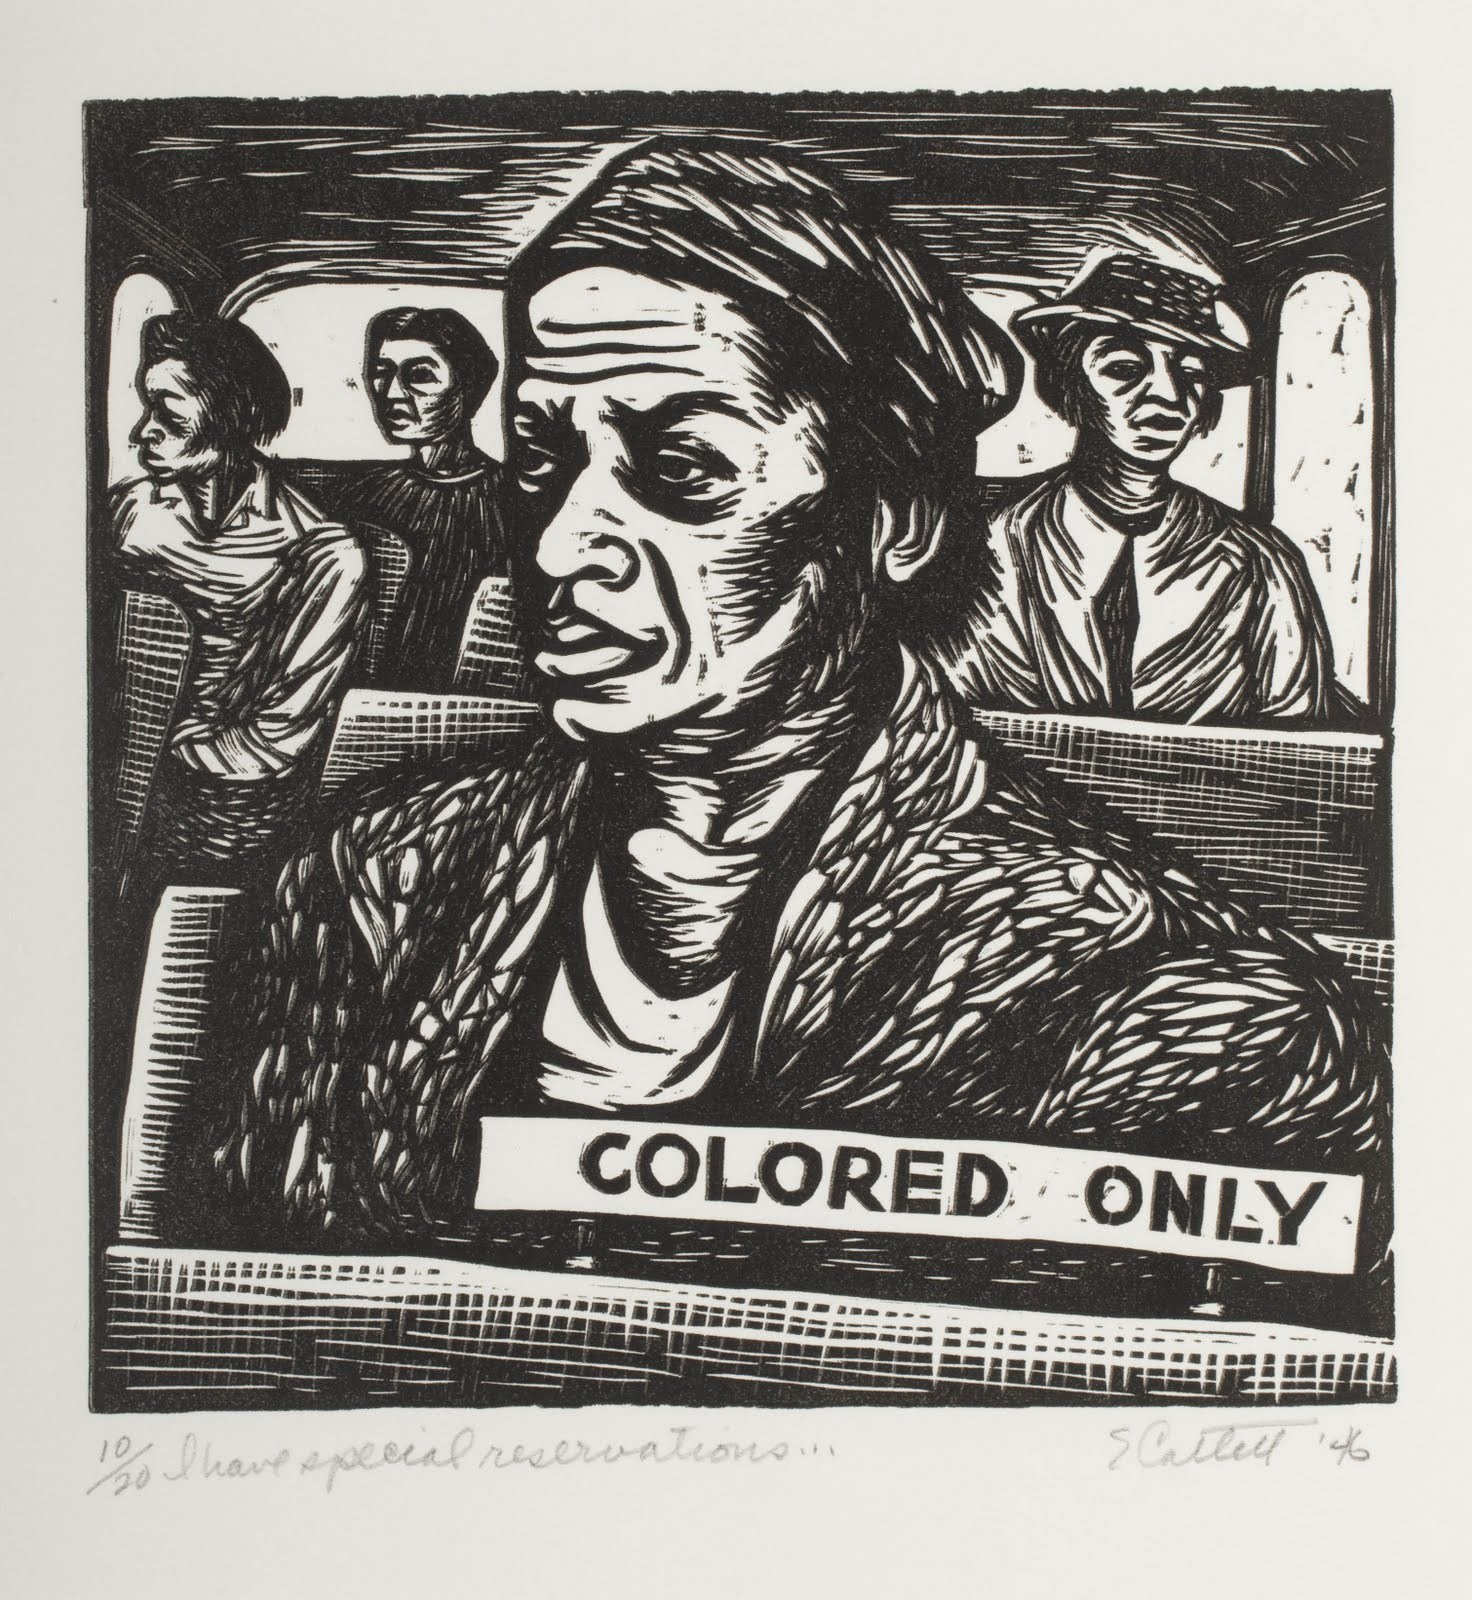 COLORED ONLY
10/20 I have special reservations... E Catlett '46